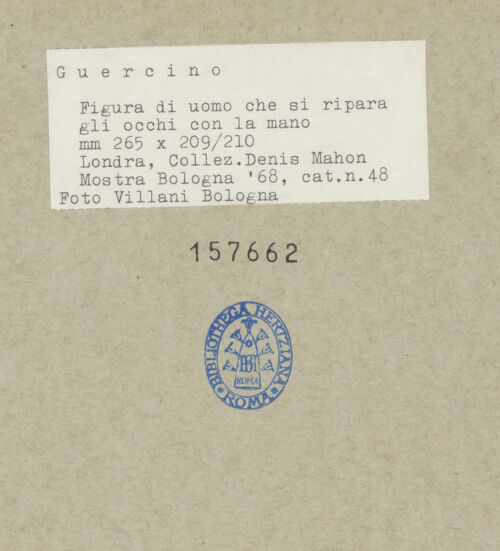 Guercino
Figura di uomo che si ripara
gli occhi con la mano
mm 265 x 209/210
Londra, Collez.Denis Mahon
Mostra Bologna '68, cat.n.48
Foto Villani Bologna
157662
BIBLIOTHECA HERTZIANA
BH
ROMA
ROMA